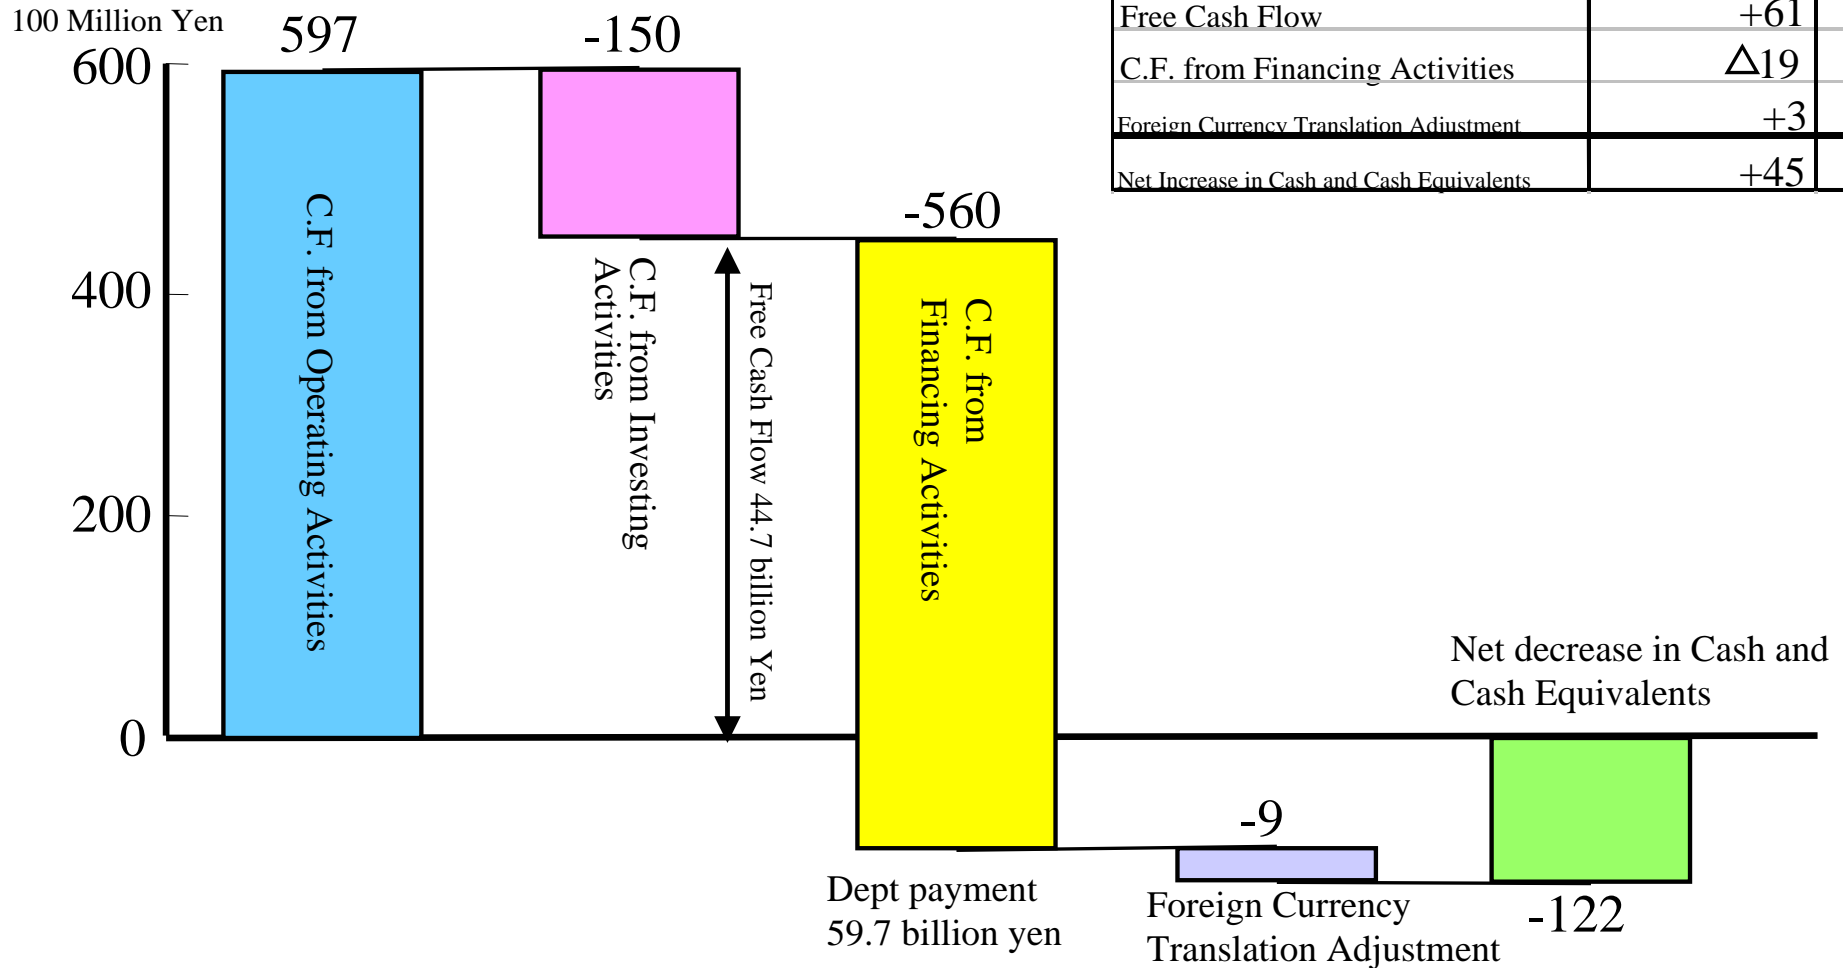 100 Million Yen
597
-150
600
400
200
0
C.F. from Operating Activities
C.F. from Investing
Activities
Free Cash Flow 44.7 billion Yen
-560
C.F. from
Financing Activities
Dept payment
59.7 billion yen
-9
Foreign Currency
Translation Adjustment
Net decrease in Cash and
Cash Equivalents
-122
Free Cash Flow +61
C.F. from Financing Activities △19
Foreign Currency Translation Adjustment +3
Net Increase in Cash and Cash Equivalents +45